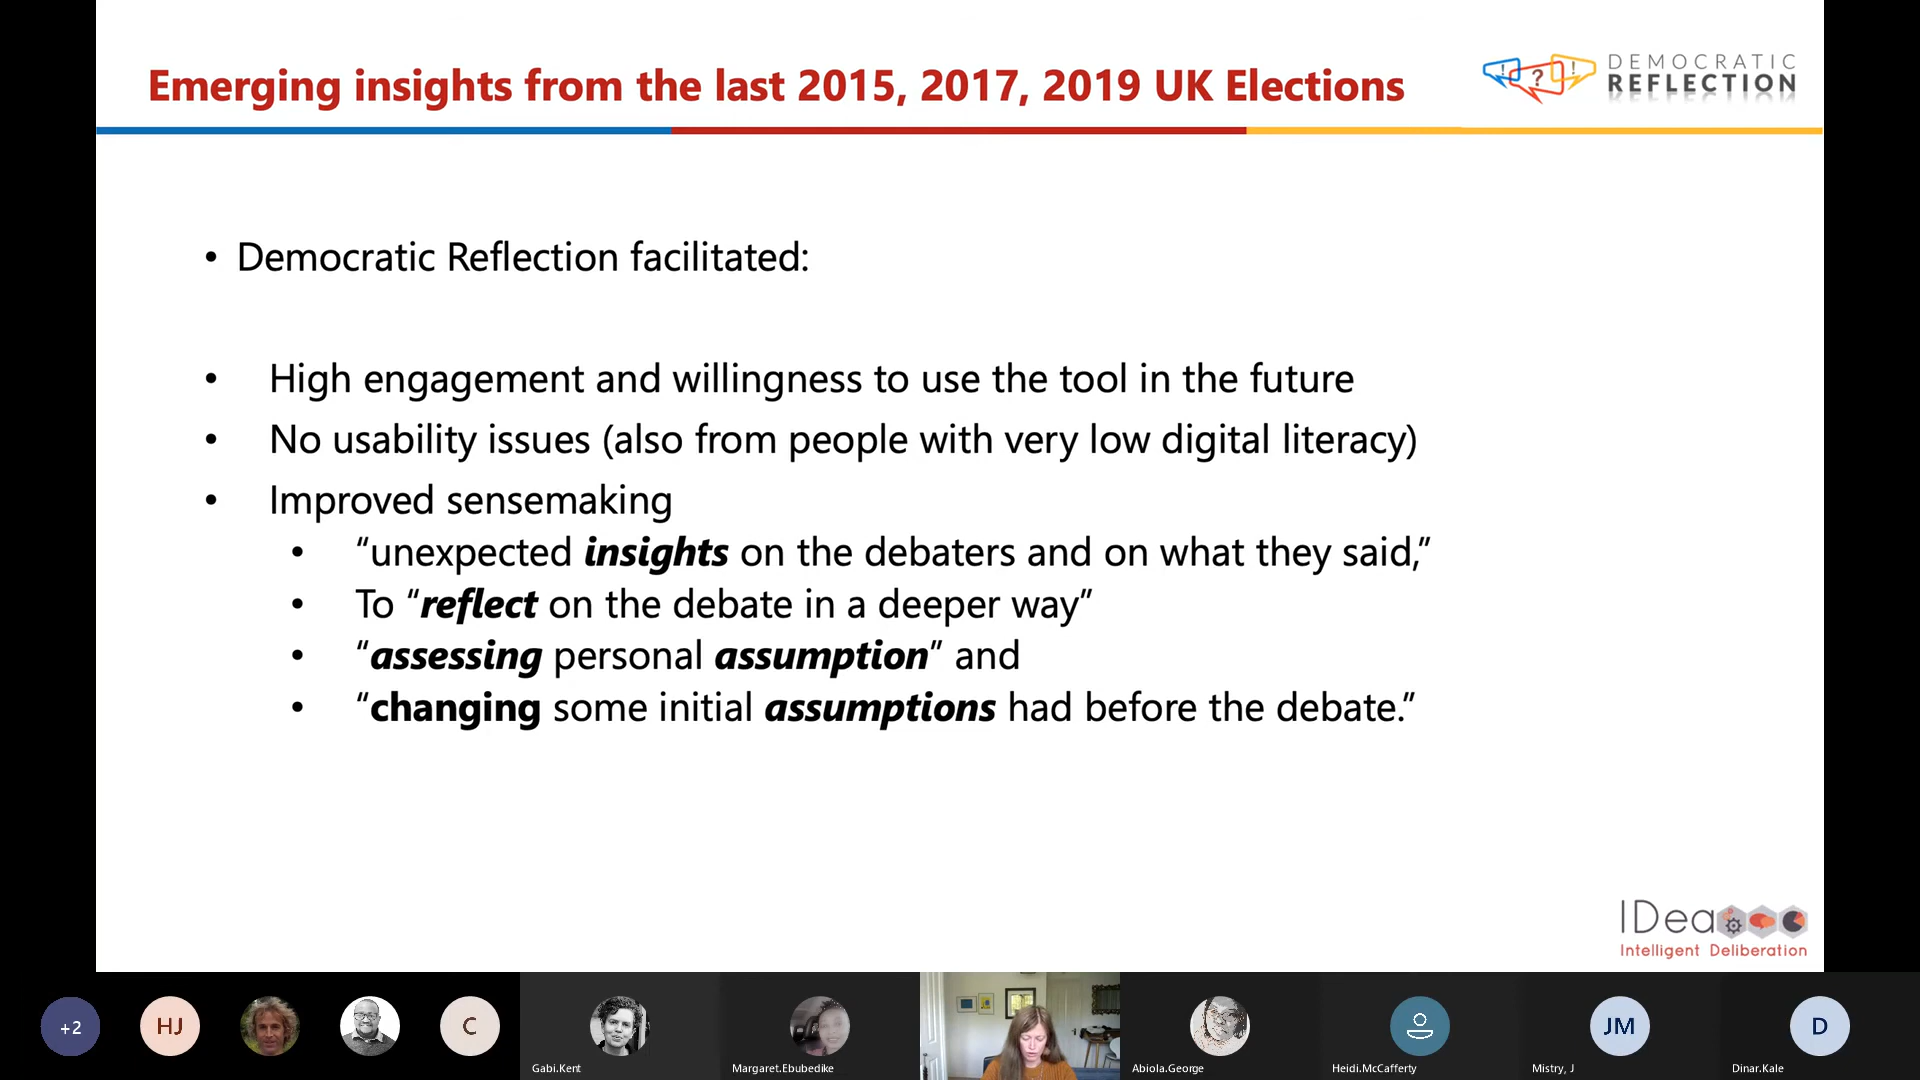 Emerging insights from the last 2015, 2017, 2019 UK Elections
DEMOCRATIC
REFLECTION
• Democratic Reflection facilitated:
• High engagement and willingness to use the tool in the future
• No usability issues (also from people with very low digital literacy)
• Improved sensemaking
• “unexpected insights on the debaters and on what they said,”
• To “reflect on the debate in a deeper way”
• “assessing personal assumption” and
• “changing some initial assumptions had before the debate.”
IDea
Intelligent Deliberation
+2
HJ
C
JM
D
Gabi.Kent
Margaret.Ebubedike
Abiola.George
Heidi.McCafferty
Mistry, J
Dinar.Kale